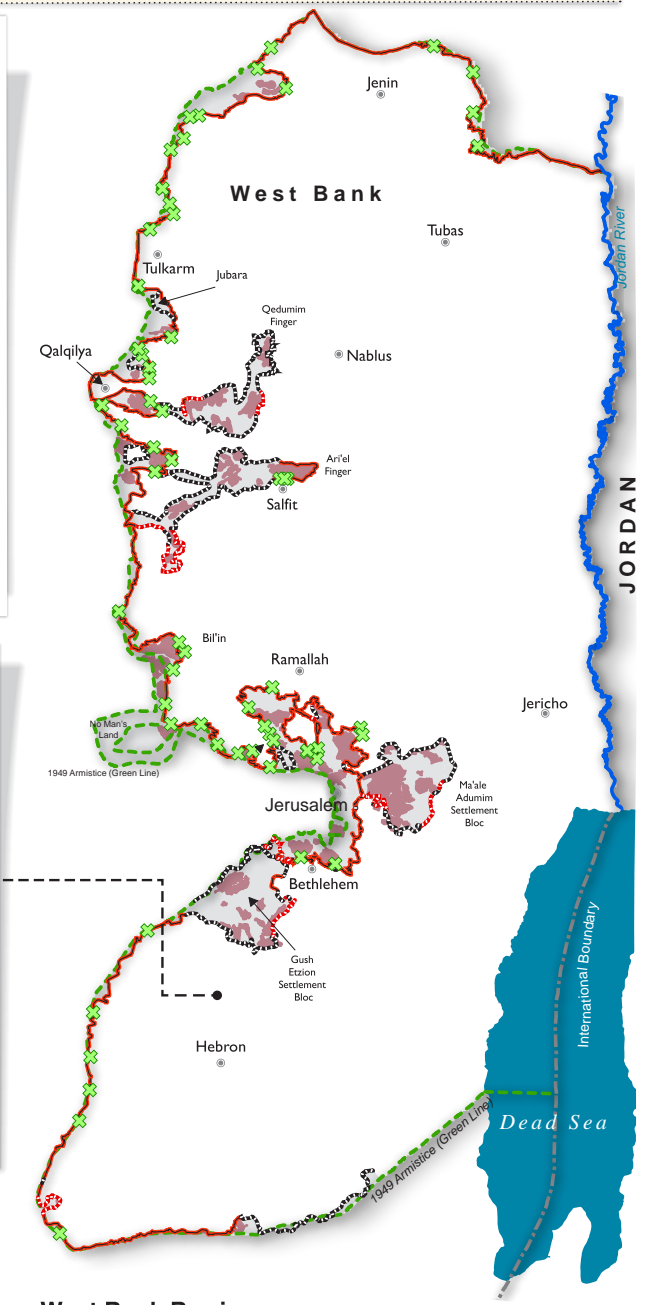 Jenin
West Bank
Tubas
Jordan River
Tulkarm
Jubara
Qedumim
Finger
Qalqilya
Nablus
Ari'el
Finger
Salfit
JORDAN
Bil'in
Ramallah
Jericho
No Man's
Land
1949 Armistice (Green Line)
Ma'ale
Adumim
Settlement
Bloc
Jerusalem
Bethlehem
International Boundary
Gush
Etzion
Settlement
Bloc
Hebron
Dead Sea
1949 Armistice (Green Line)